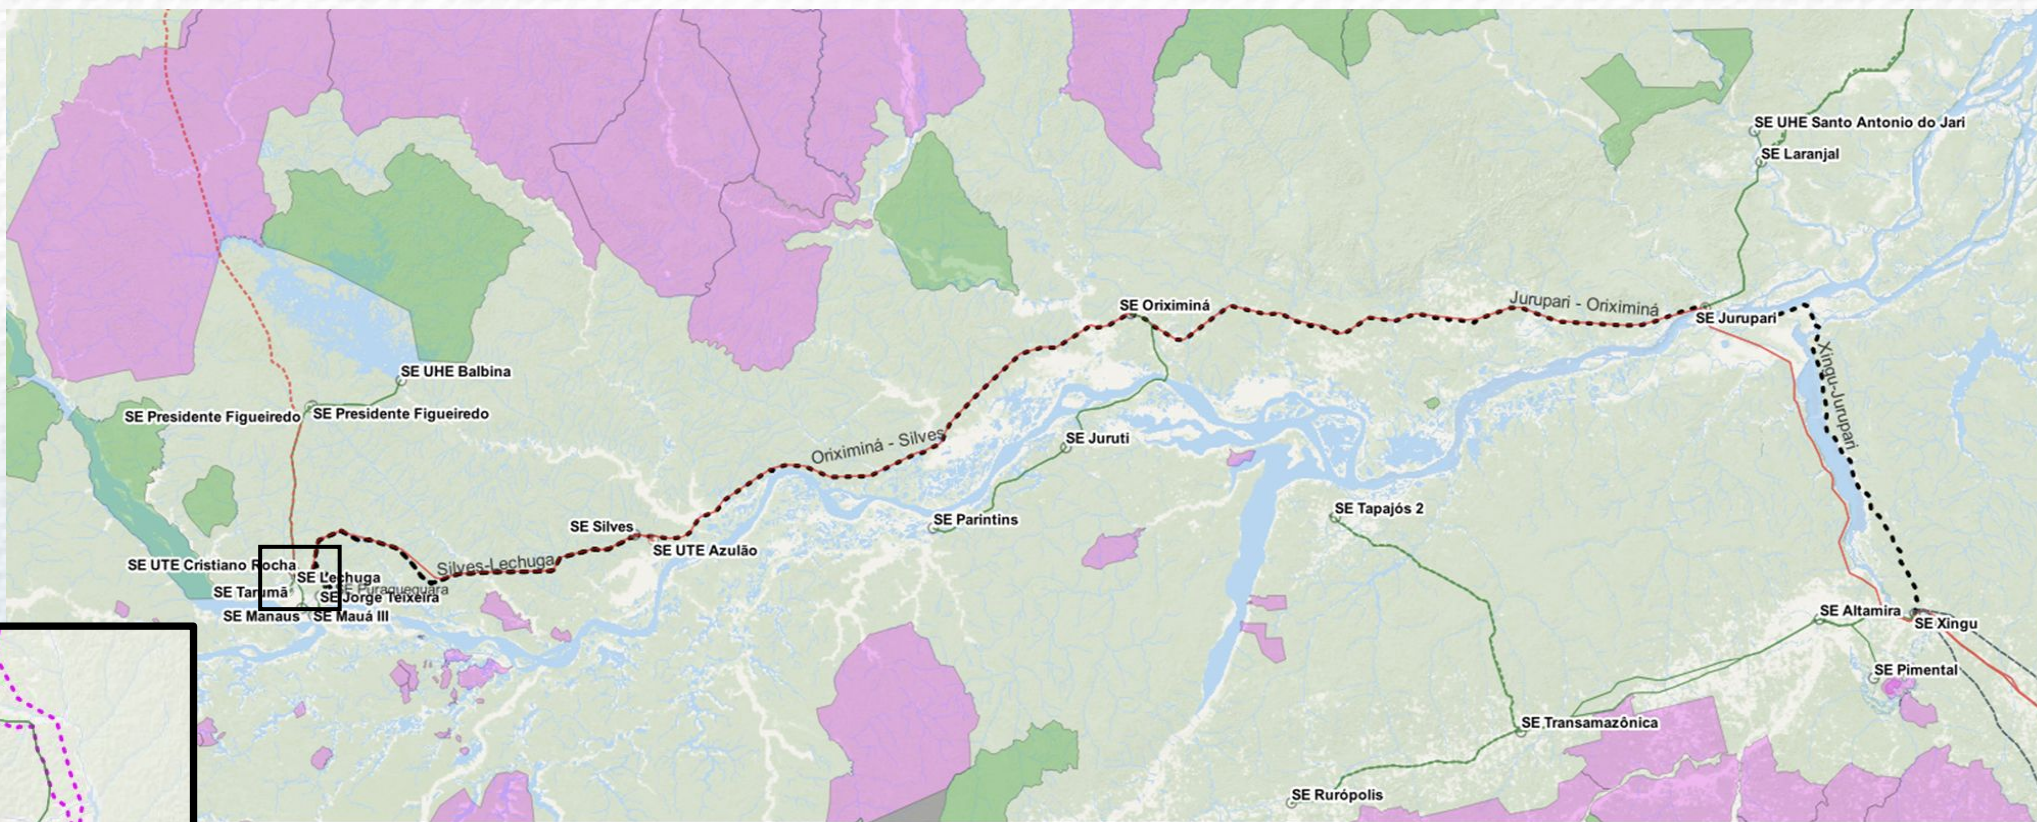 SE UHE Santo Antonio do Jari
SE Laranjal
SE Oriximiná
Jurupari - Oriximiná
SE Jurupari
Xingu-Jurupari
SE UHE Balbina
SE Presidente Figueiredo
SE Presidente Figueiredo
Oriximiná - Silves
SE Juruti
SE Tapajós 2
SE Parintins
SE Silves
SE UTE Azulão
Silves-Lechuga
SE UTE Cristiano Rocha
SE Lechuga
SE Puraquequara
SE Tarumã
SE Jorge Teixeira
SE Manaus
SE Mauá III
SE Altamira
SE Xingu
SE Pimental
SE Transamazônica
SE Rurópolis